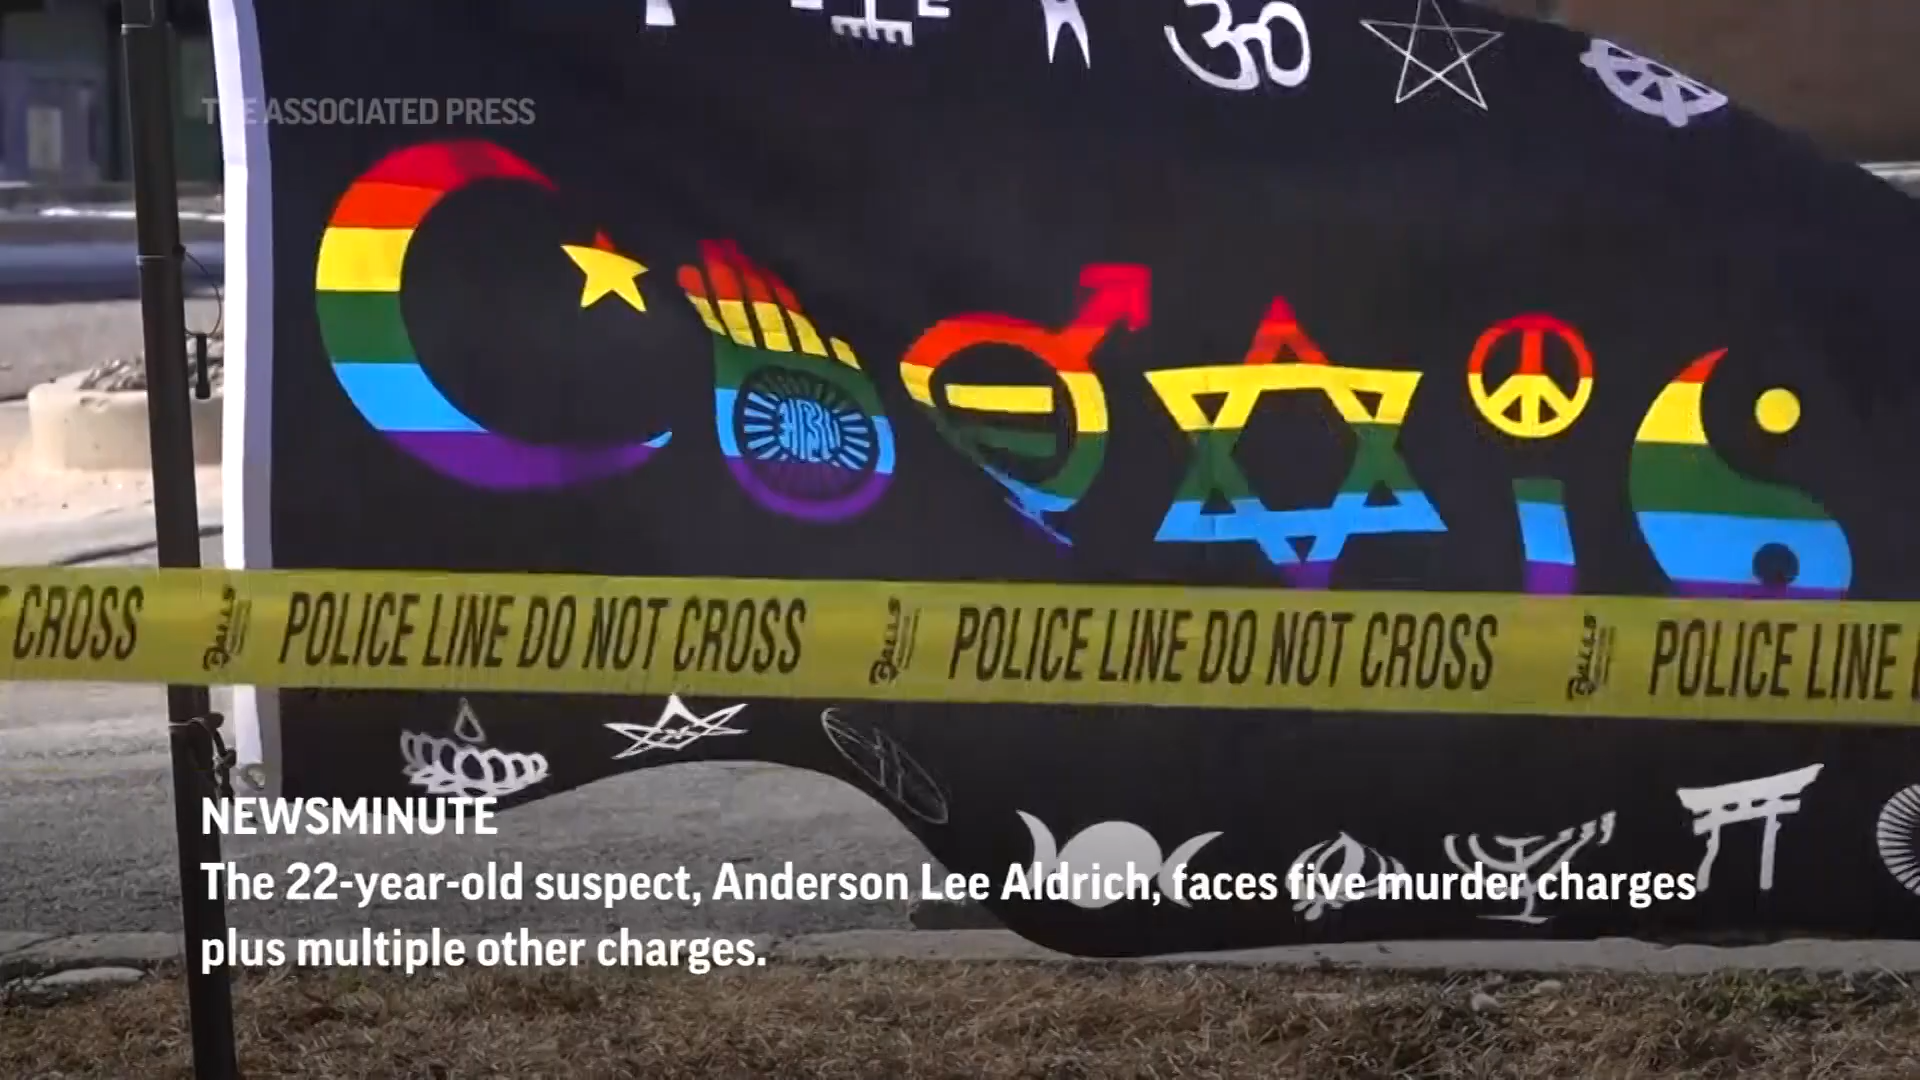 THE ASSOCIATED PRESS
ॐ
CROSS POLICE LINE DO NOT CROSS POLICE LINE DO NOT CROSS POLICE LINE
NEWSMINUTE
The 22-year-old suspect, Anderson Lee Aldrich, faces five murder charges
plus multiple other charges.